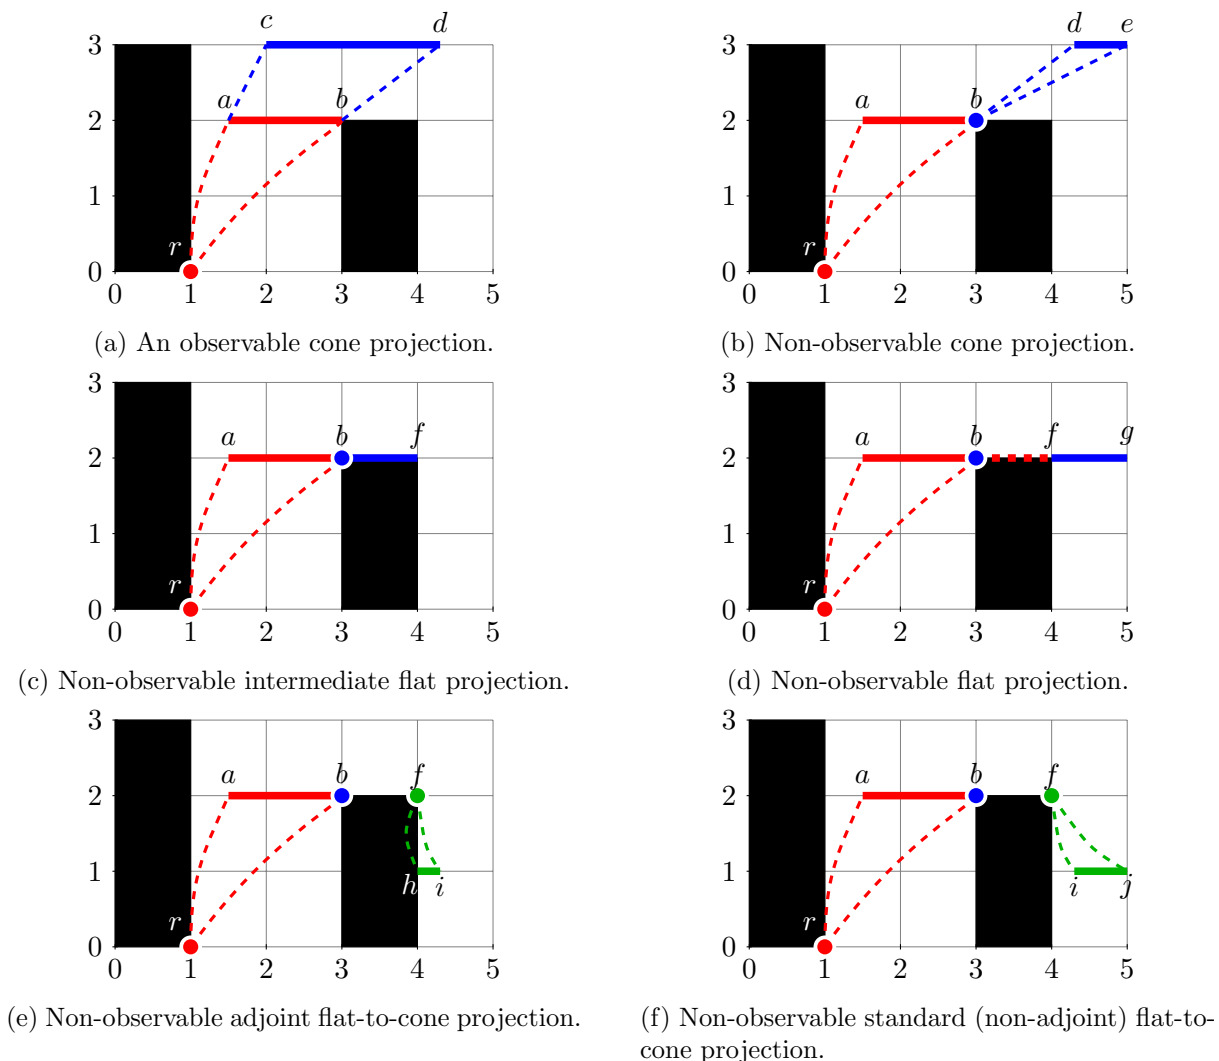 c d
3
a b
2
1
r
0
0 1 2 3 4 5
(a) An observable cone projection.
d e
3
a b
2
1
r
0
0 1 2 3 4 5
(b) Non-observable cone projection.
3
a b f
2
1
r
0
0 1 2 3 4 5
(c) Non-observable intermediate flat projection.
3
a b f g
2
1
r
0
0 1 2 3 4 5
(d) Non-observable flat projection.
3
a b f
2
1
h i
r
0
0 1 2 3 4 5
(e) Non-observable adjoint flat-to-cone projection.
3
a b f
2
1
i j
r
0
0 1 2 3 4 5
(f) Non-observable standard (non-adjoint) flat-to-
cone projection.